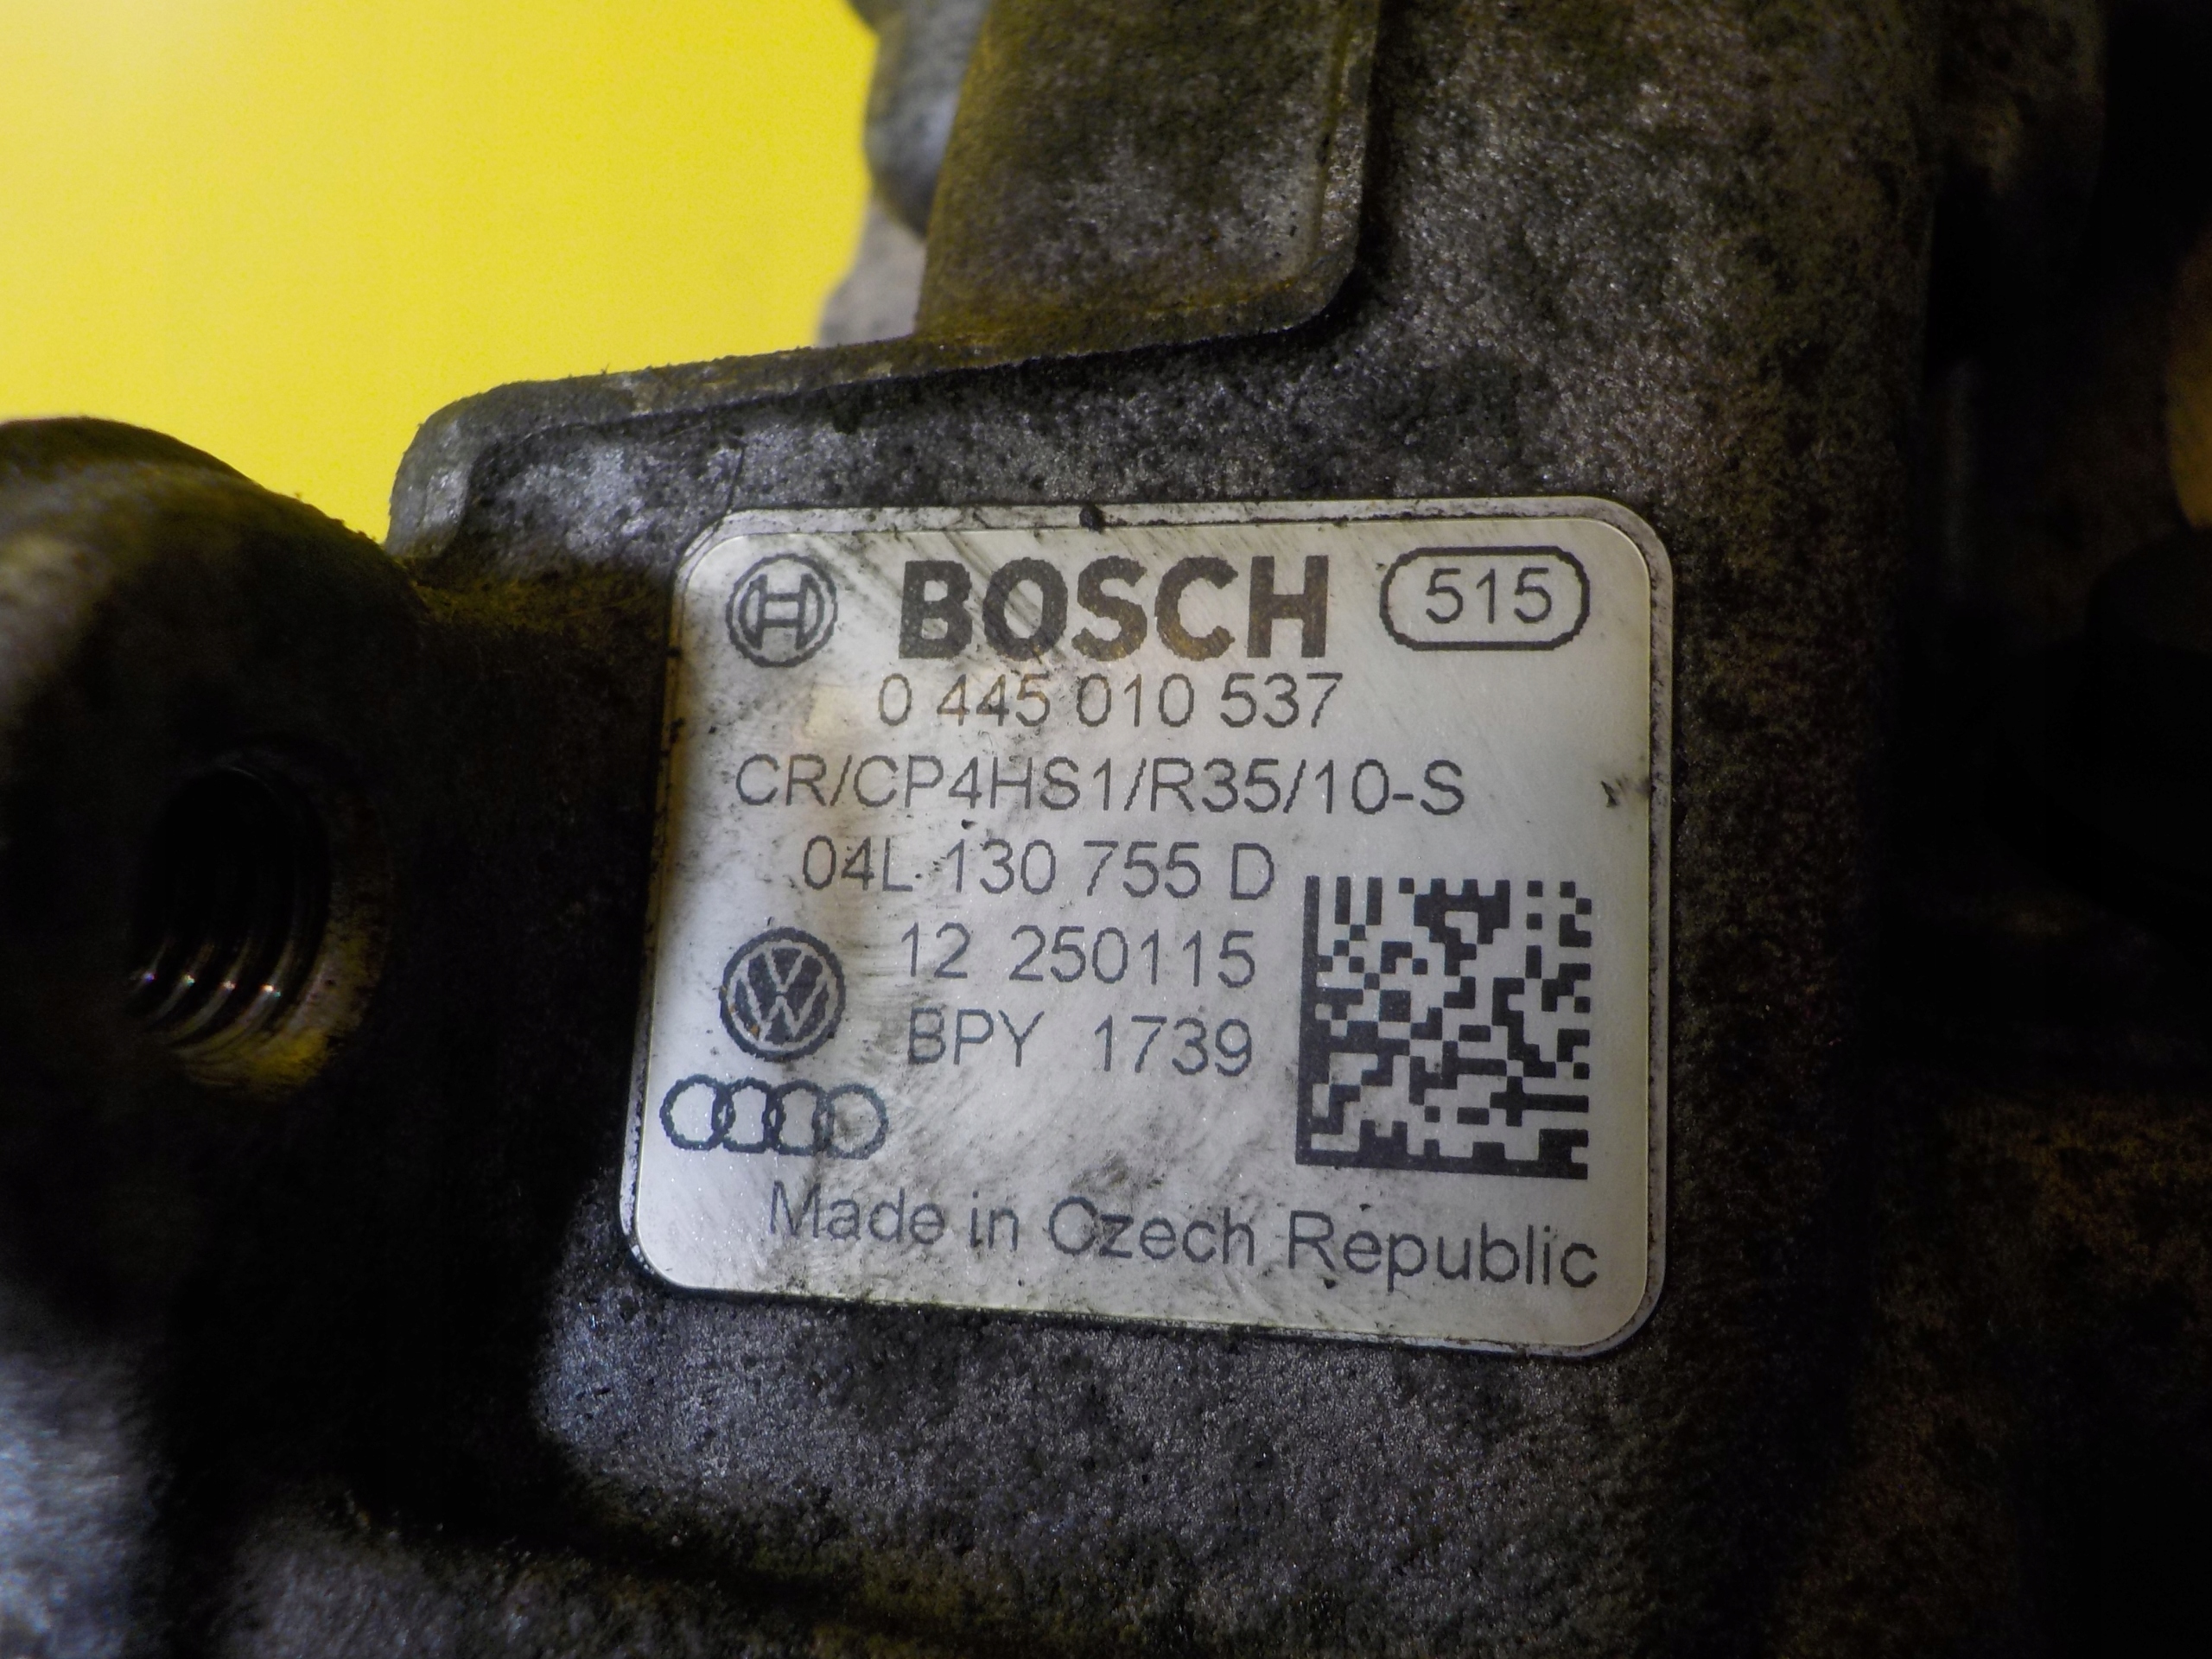 BOSCH 515
0 445 010 537
CR/CP4HS1/R35/10-S
04L 130 755 D
12 250115
BPY 1739
Made in Czech Republic